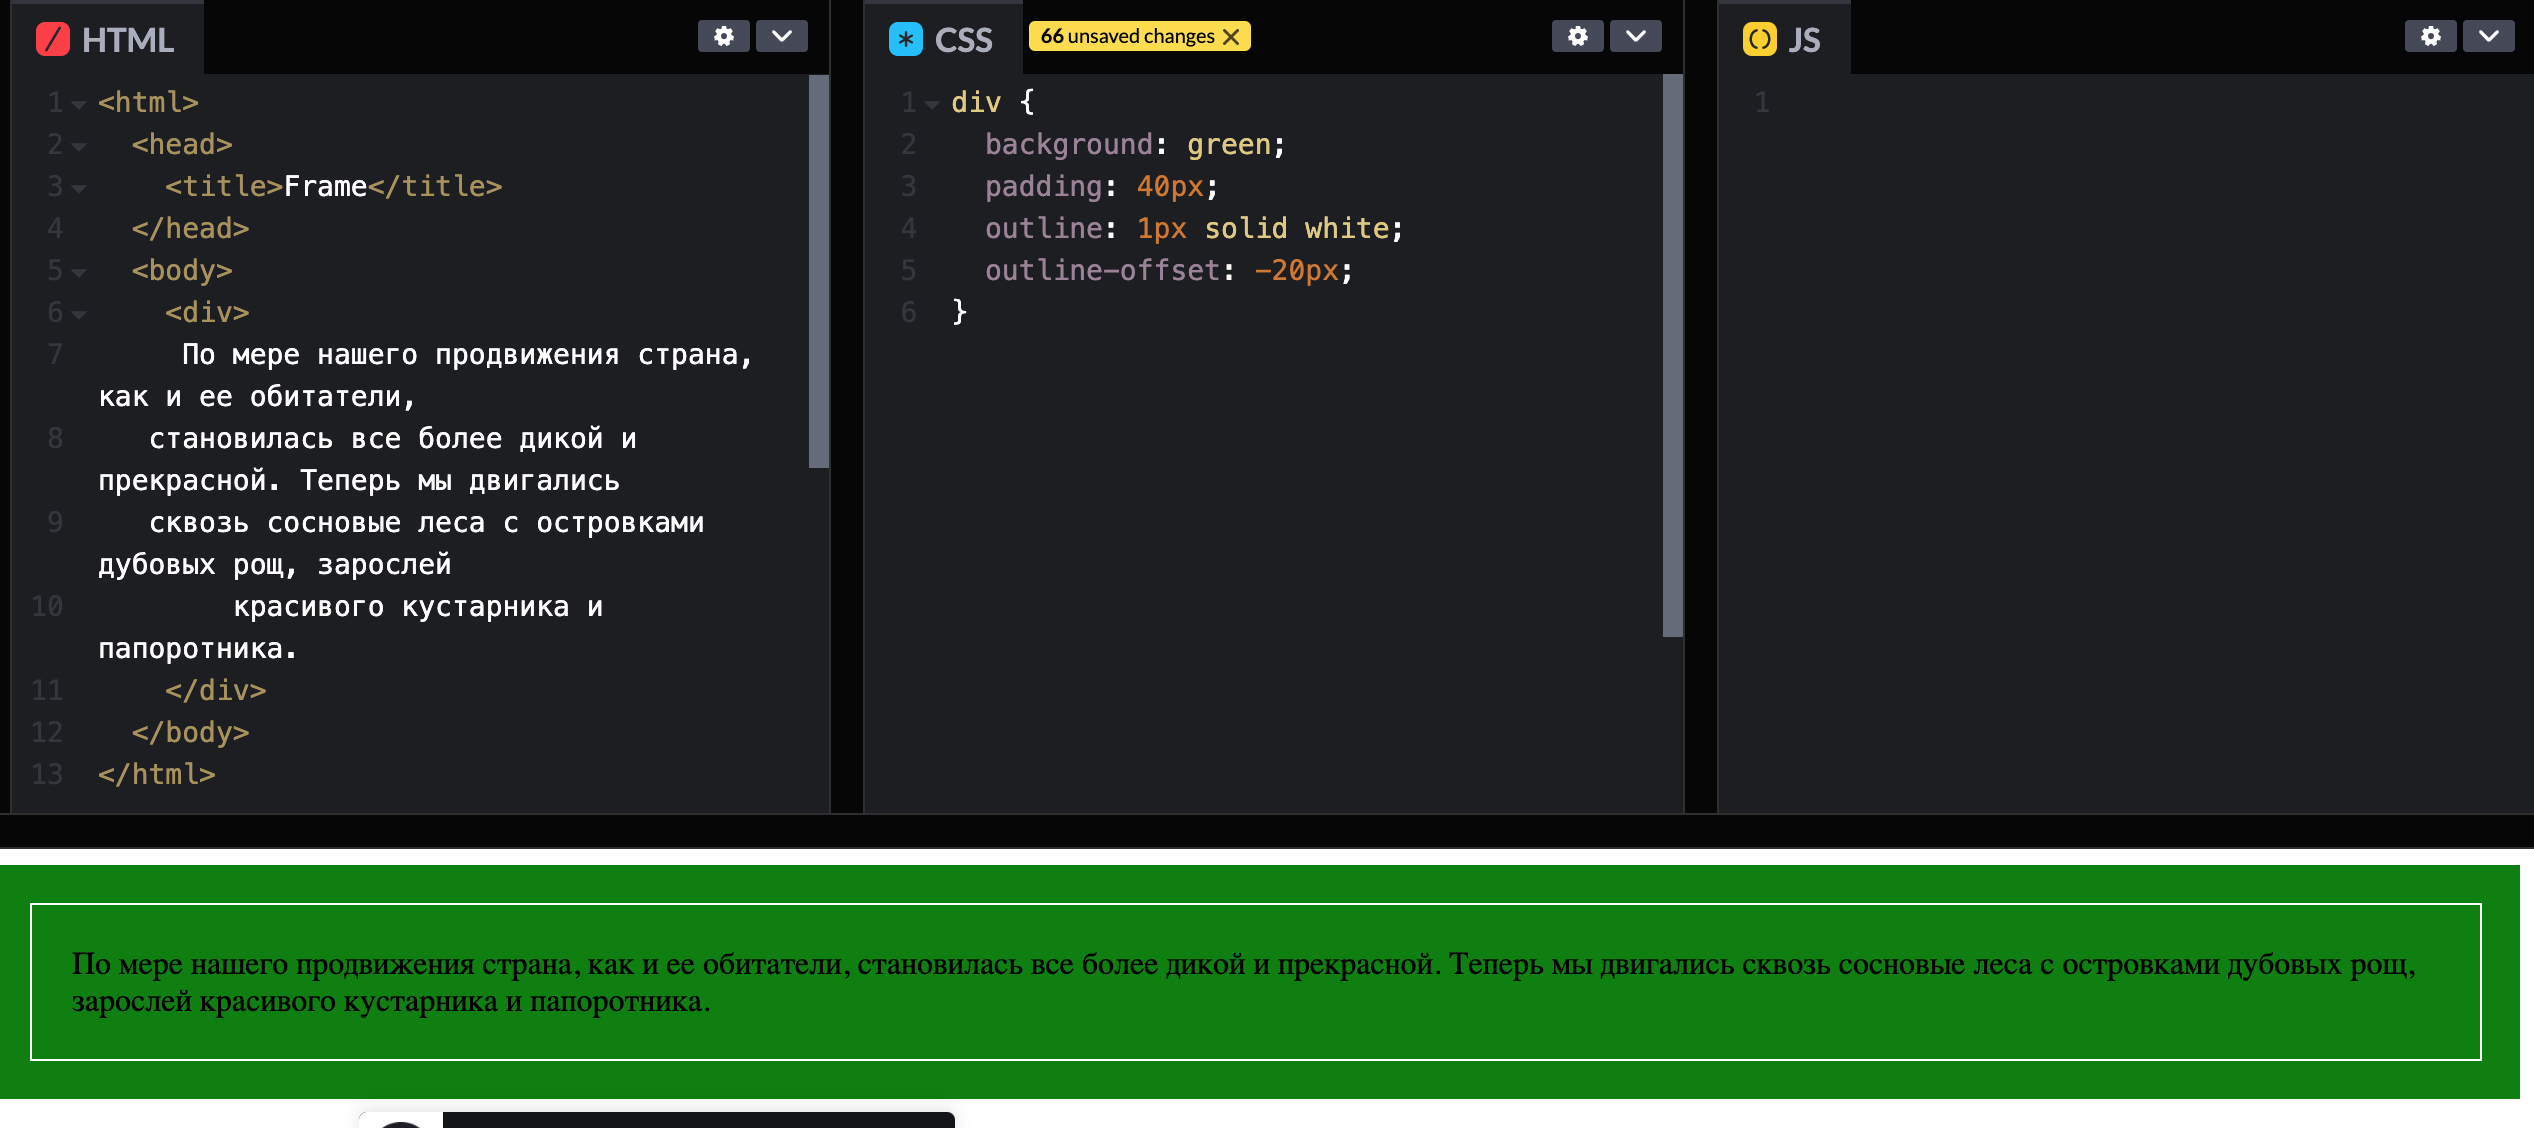 HTML
1 <html>
2 <head>
3 <title>Frame</title>
4 </head>
5 <body>
6 <div>
7 По мере нашего продвижения страна,
как и ее обитатели,
8 становилась все более дикой и
прекрасной. Теперь мы двигались
9 сквозь сосновые леса с островками
дубовых рощ, зарослей
10 красивого кустарника и
папоротника.
11 </div>
12 </body>
13 </html>
CSS 66 unsaved changes
1 div {
2 background: green;
3 padding: 40px;
4 outline: 1px solid white;
5 outline-offset: -20px;
6 }
JS
1
По мере нашего продвижения страна, как и ее обитатели, становилась все более дикой и прекрасной. Теперь мы двигались сквозь сосновые леса с островками дубовых рощ,
зарослей красивого кустарника и папоротника.